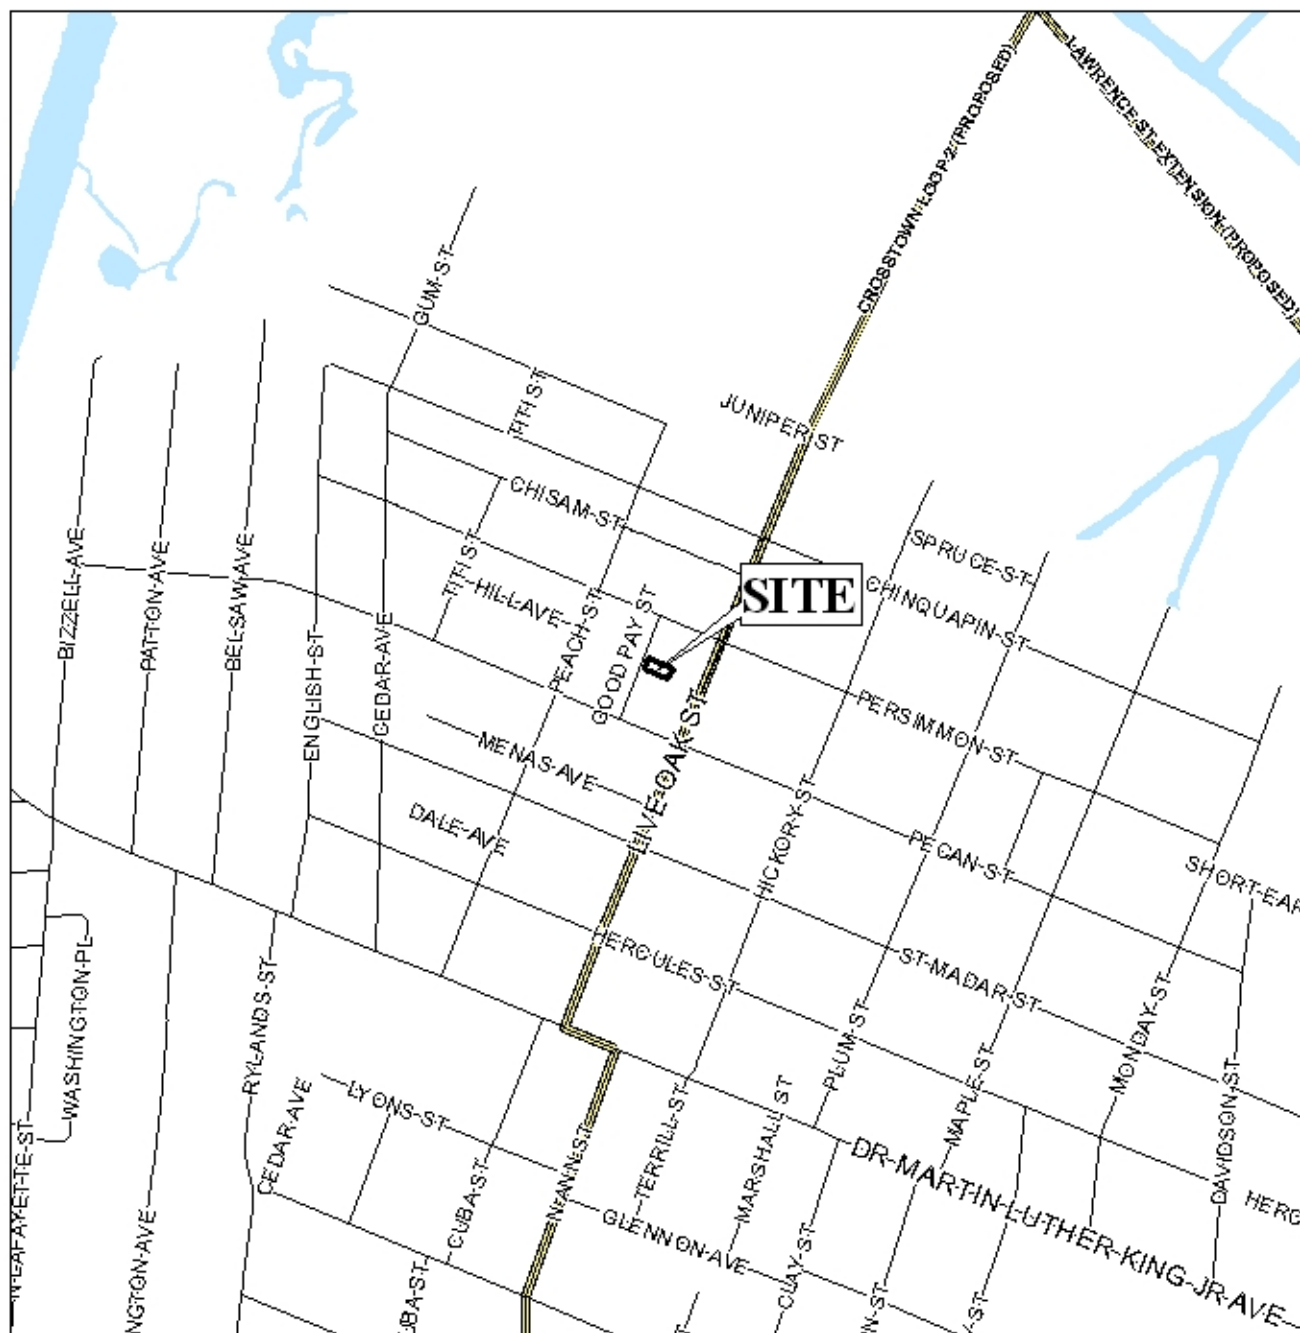 CROSSTOWN LOOP 2 (PROPOSED)
LAWRENCE ST EXTENSION (PROPOSED)
GUM ST
TITI ST
JUNIPER ST
CHISAM ST
SPRUCE ST
CHINQUAPIN ST
SITE
BIZZELL AVE
PATTON AVE
BELSAW AVE
ENGLISH ST
CEDAR AVE
TITI ST
HILL AVE
PEACH ST
GOOD PAY ST
PERSIMMON ST
MENAS AVE
LIVE OAK ST
DALE AVE
HICKORY ST
PECAN ST
SHORT EAR
HERCULES ST
ST MADAR ST
WASHINGTON PL
RYLANDS ST
PLUM ST
MAPLE ST
MONDAY ST
DAVIDSON ST
LYONS ST
CEDAR AVE
N LAFAYETTE ST
NGTON AVE
CUBA ST
N ANN ST
TERRILL ST
MARSHALL ST
DR MARTIN LUTHER KING JR AVE
GLENNON AVE
CLAY ST
HERC
UBA ST
N ST
ST